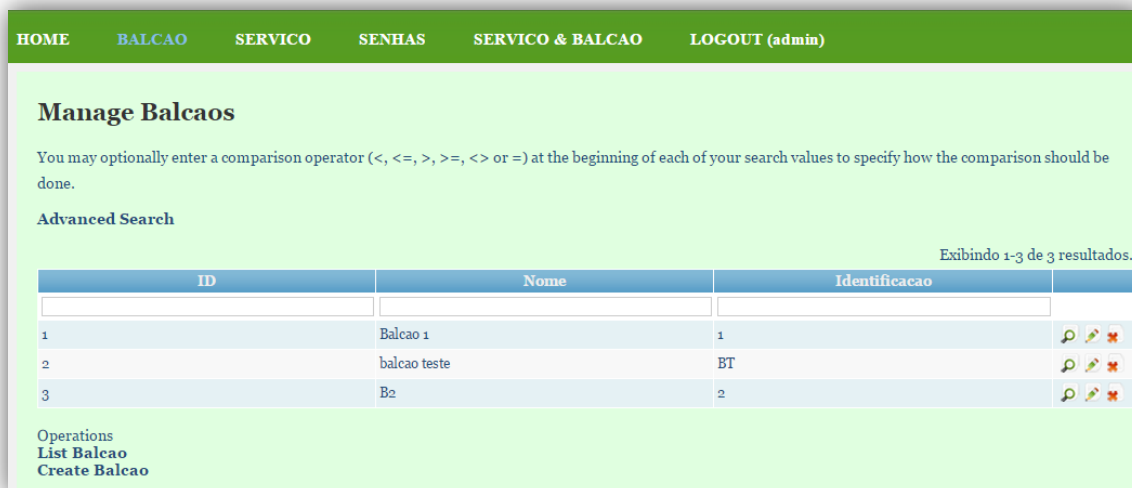 HOME BALCAO SERVICO SENHAS SERVICO & BALCAO LOGOUT (admin)
Manage Balcaos
You may optionally enter a comparison operator (<, <=, >, >=, <> or =) at the beginning of each of your search values to specify how the comparison should be
done.
Advanced Search
Exibindo 1-3 de 3 resultados.
ID Nome Identificacao
1 Balcao 1 1
2 balcao teste BT
3 B2 2
Operations
List Balcao
Create Balcao